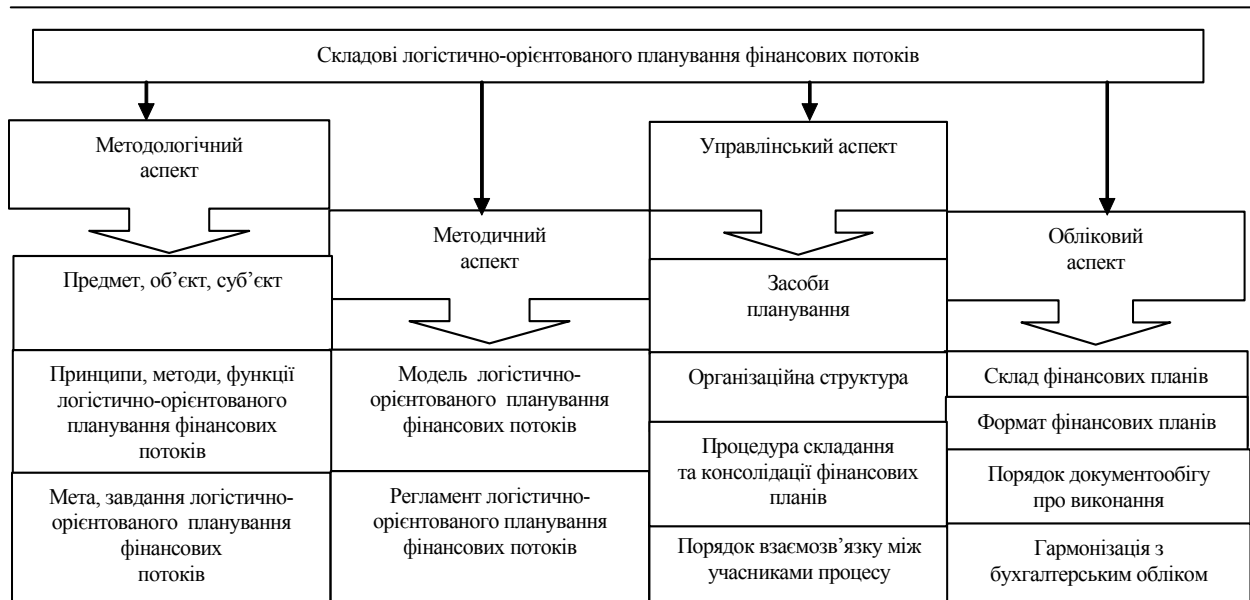 Складові логістично-орієнтованого планування фінансових потоків
Методологічний
аспект
Предмет, об’єкт, суб’єкт
Принципи, методи, функції
логістично-орієнтованого
планування фінансових
потоків
Мета, завдання логістично-
орієнтованого планування
фінансових
потоків
Методичний
аспект
Модель логістично-
орієнтованого планування
фінансових потоків
Регламент логістично-
орієнтованого планування
фінансових потоків
Управлінський аспект
Засоби
планування
Організаційна структура
Процедура складання
та консолідації фінансових
планів
Порядок взаємозв’язку між
учасниками процесу
Обліковий
аспект
Склад фінансових планів
Формат фінансових планів
Порядок документообігу
про виконання
Гармонізація з
бухгалтерським обліком